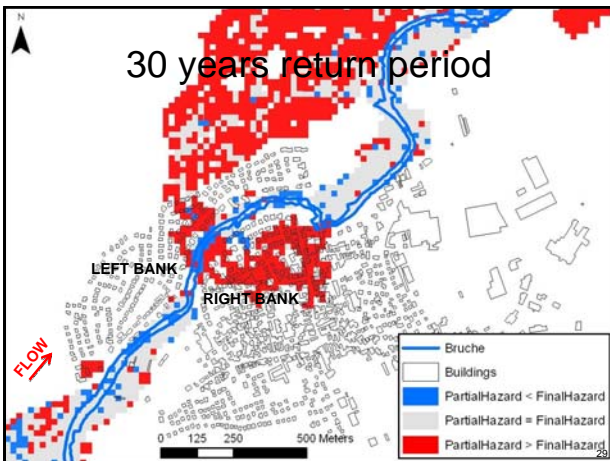 N
30 years return period
LEFT BANK
RIGHT BANK
FLOW
Bruche
Buildings
PartialHazard < FinalHazard
PartialHazard = FinalHazard
PartialHazard > FinalHazard
0 125 250 500 Meters
29